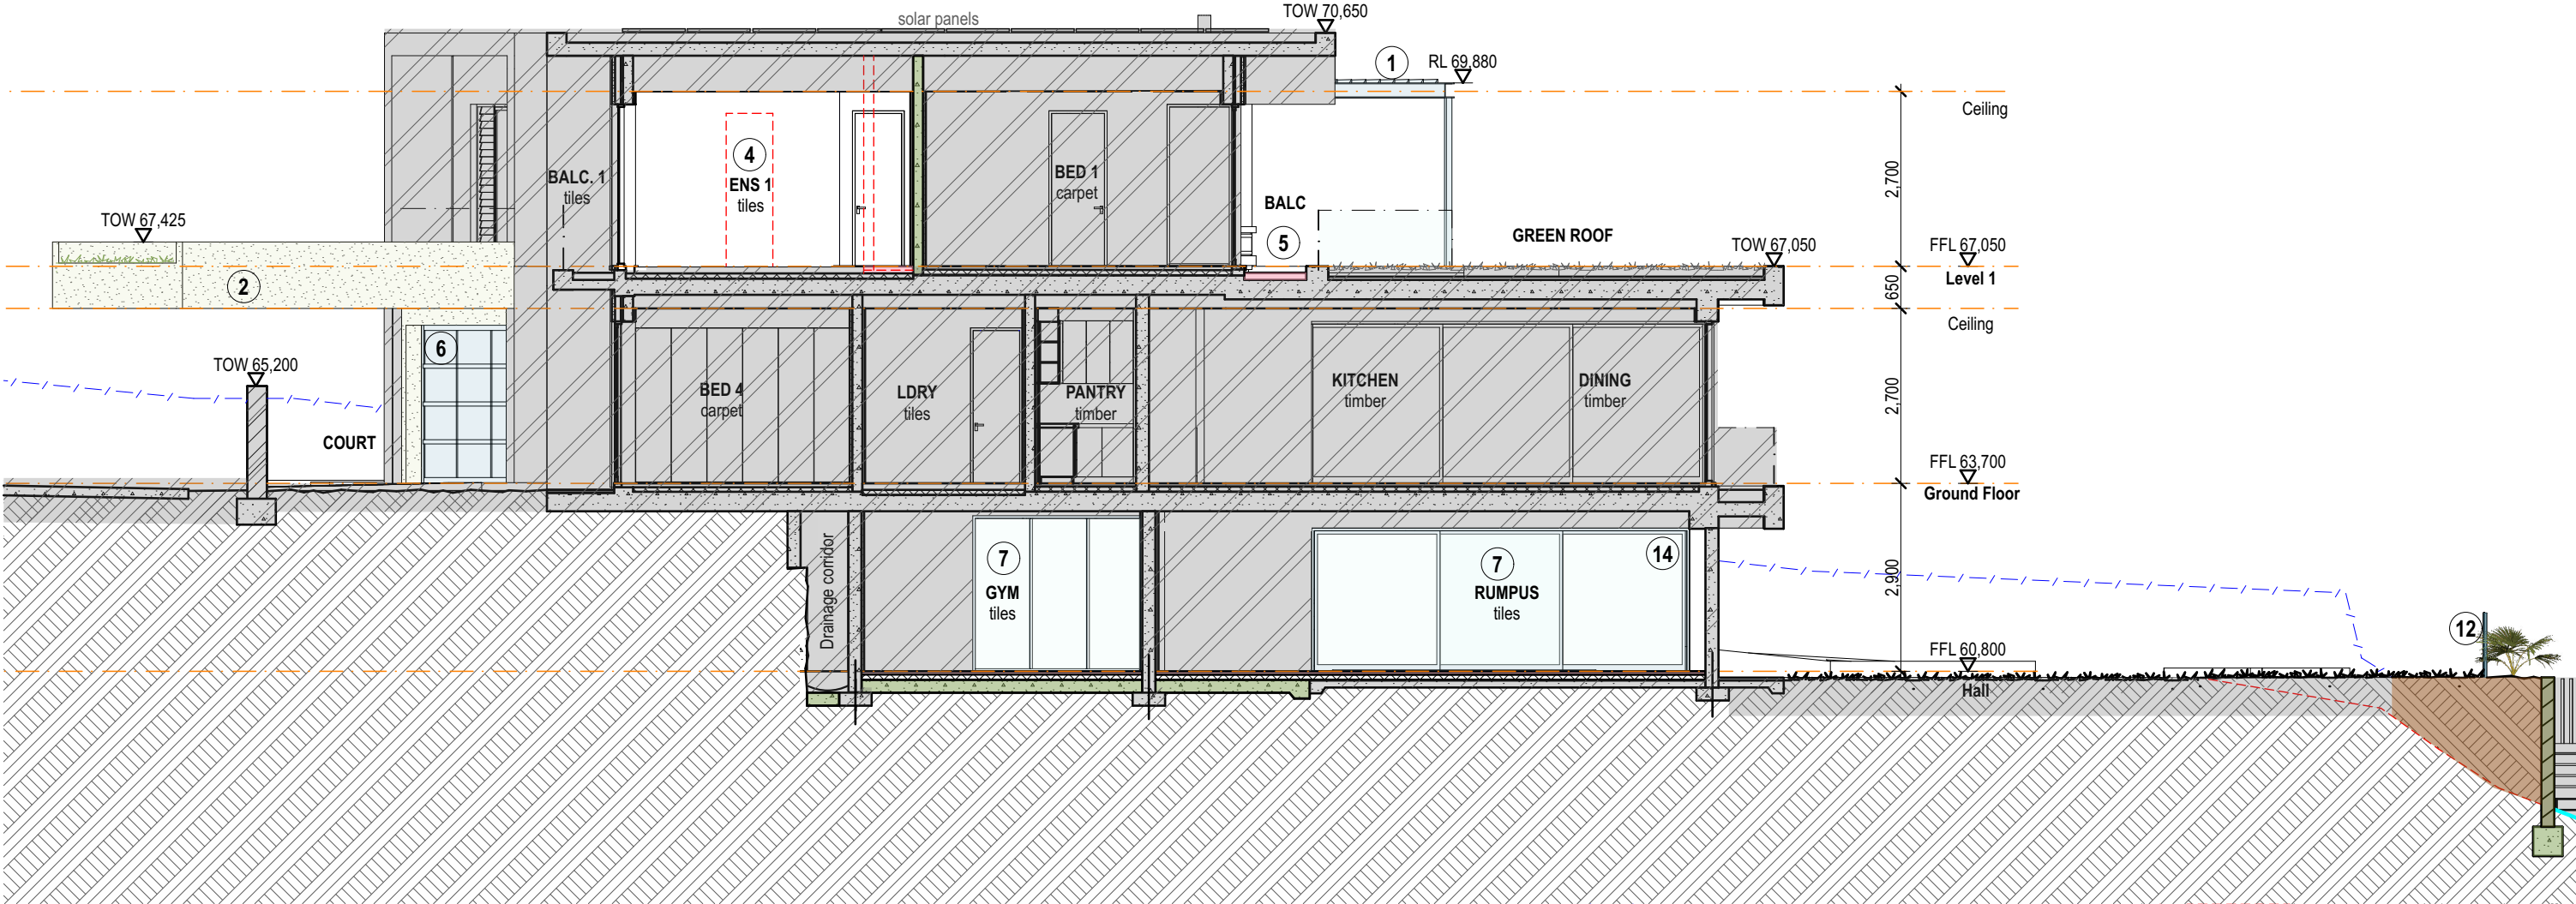 solar panels
TOW 70,650
1
RL 69,880
Ceiling
2,700
4
ENS 1
tiles
BED 1
carpet
BALC. 1
tiles
BALC
5
GREEN ROOF
TOW 67,425
2
TOW 67,050
FFL 67,050
Level 1
650
Ceiling
6
TOW 65,200
COURT
BED 4
carpet
LDRY
tiles
PANTRY
timber
KITCHEN
timber
DINING
timber
2,700
FFL 63,700
Ground Floor
Drainage corridor
7
GYM
tiles
7
RUMPUS
tiles
14
2,900
12
FFL 60,800
Hall